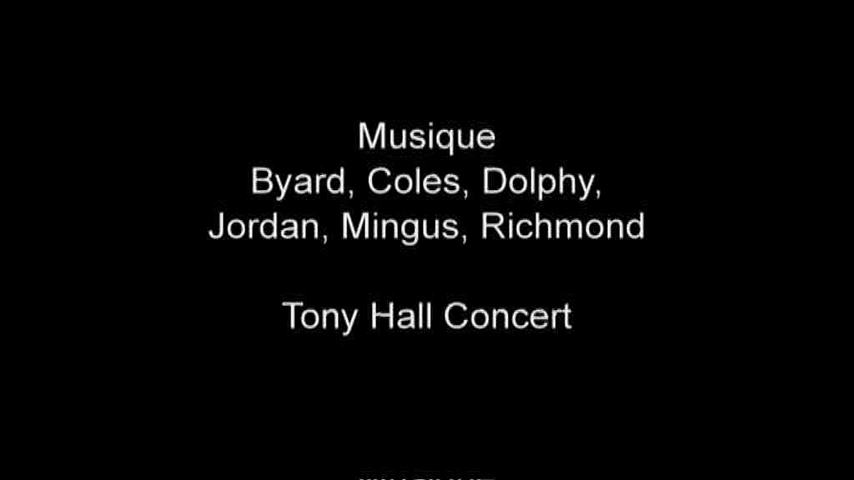 Musique
Byard, Coles, Dolphy,
Jordan, Mingus, Richmond
Tony Hall Concert